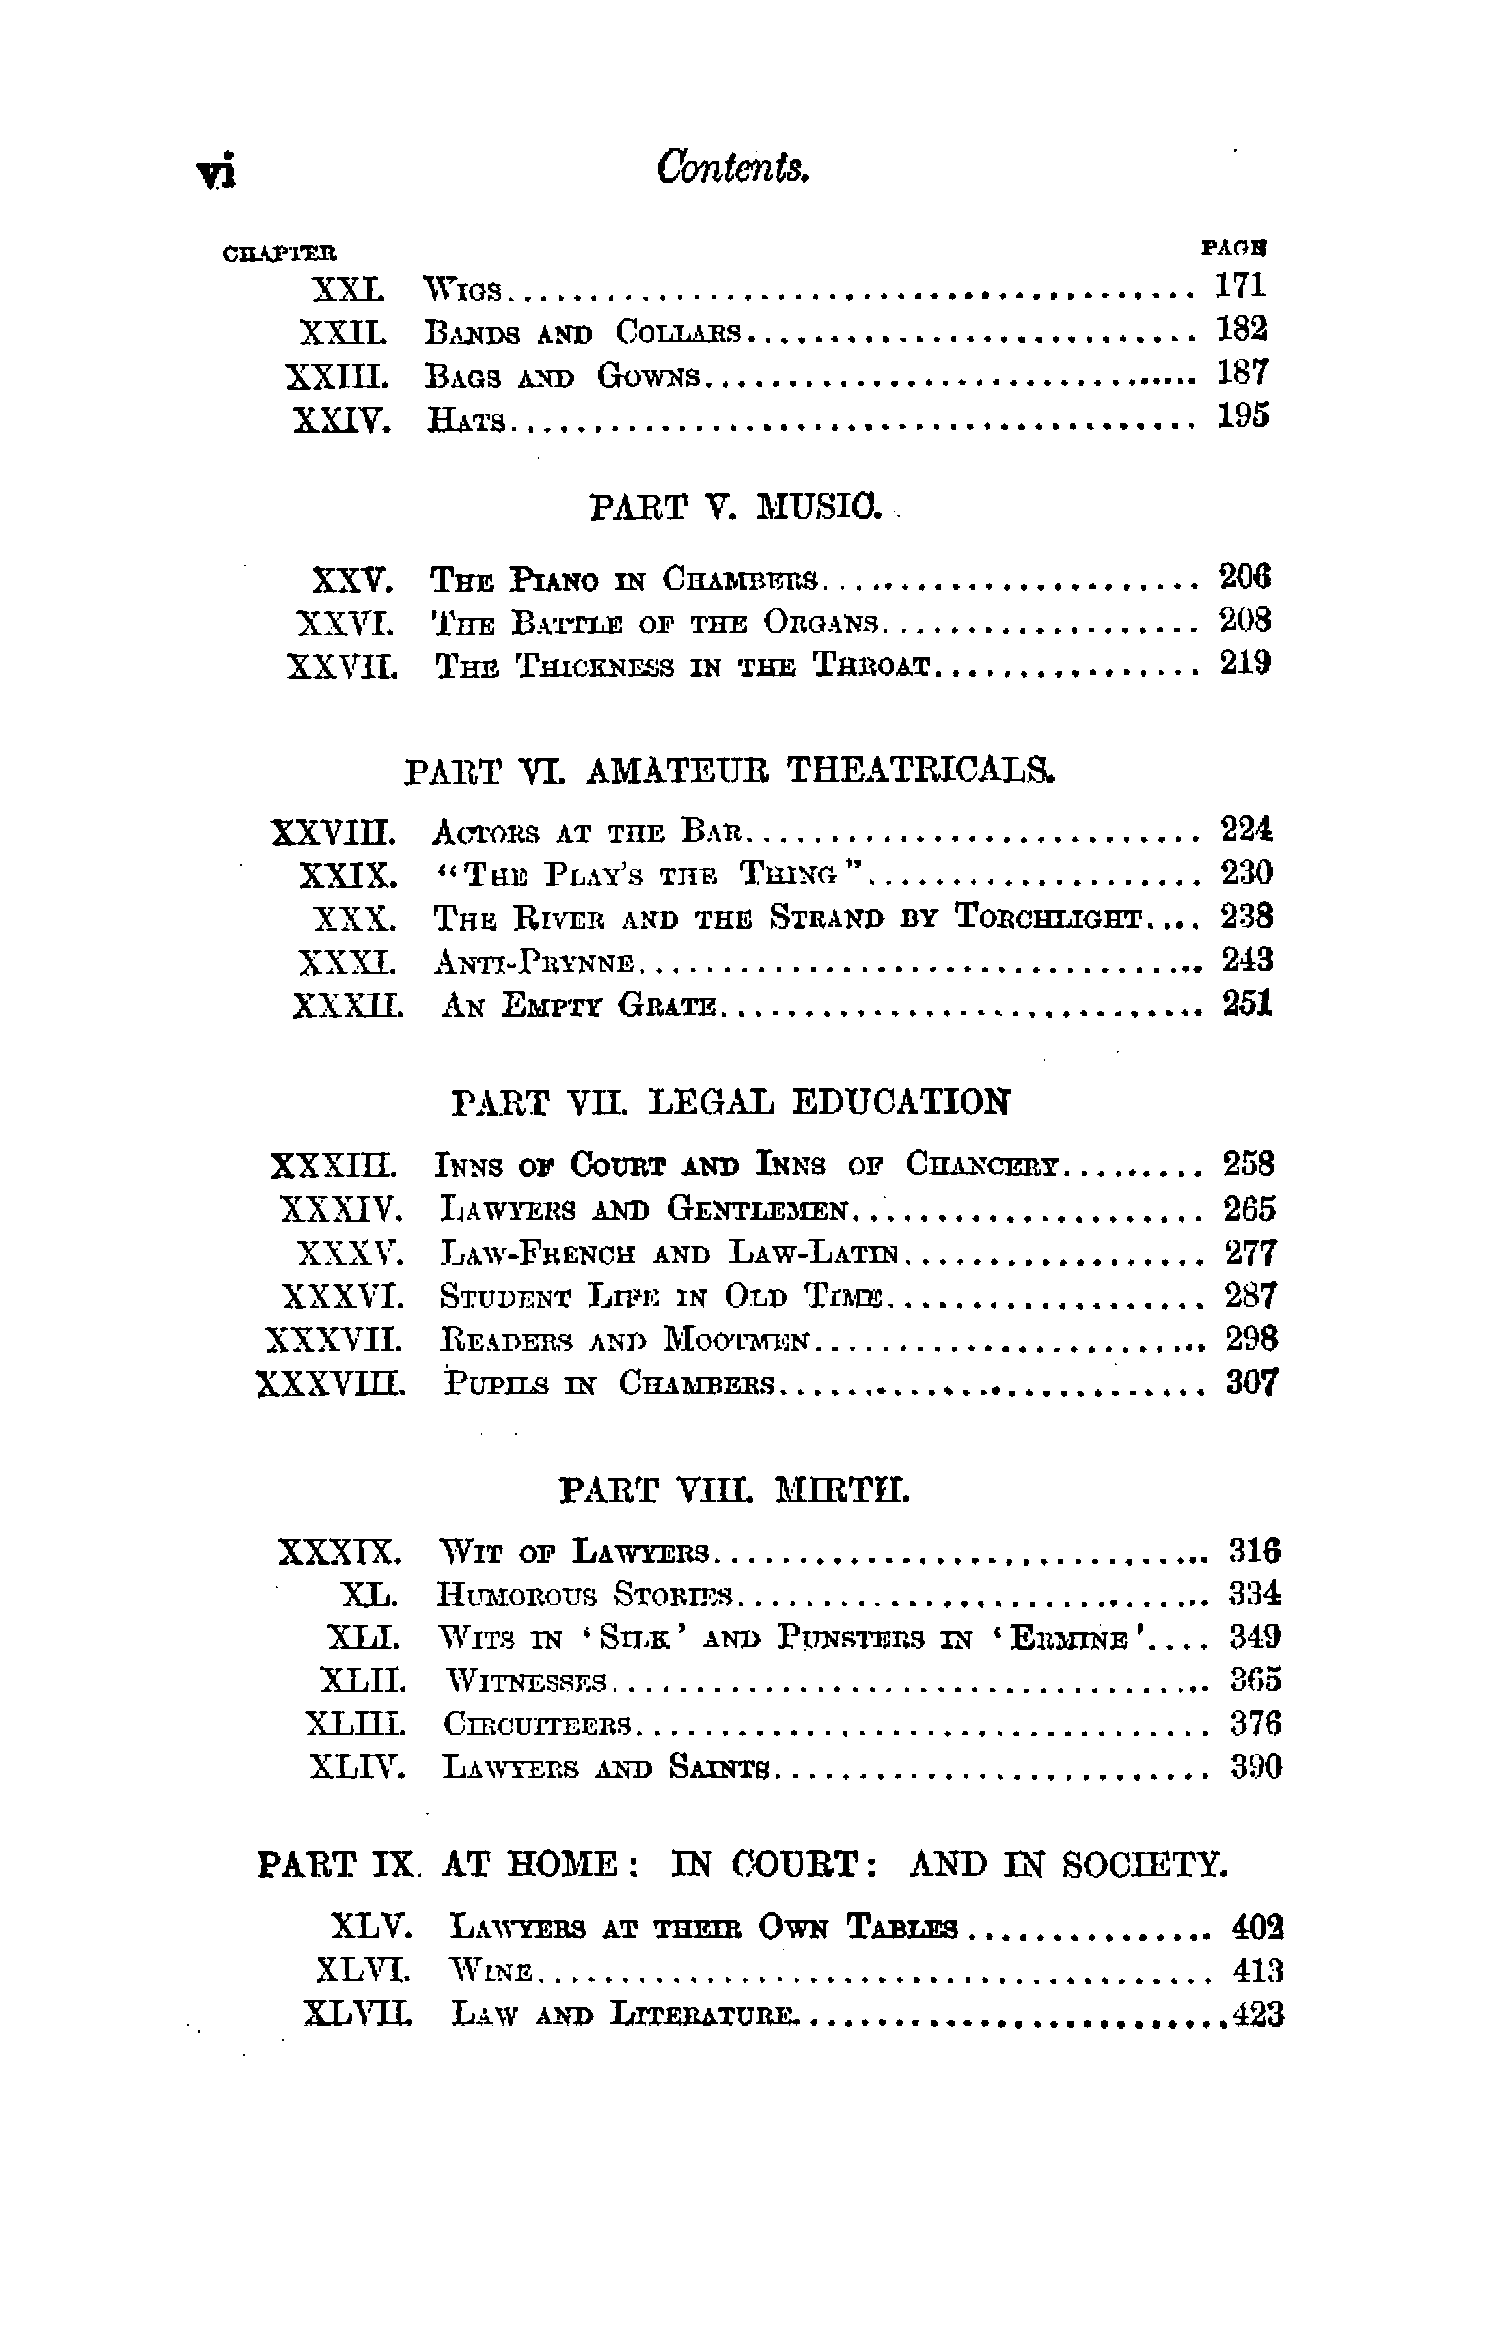 vi Contents.
CHAPTER PAGE
XXI. WIGS........................................ 171
XXII. BANDS AND COLLARS........................... 182
XXIII. BAGS AND GOWNS.............................. 187
XXIV. HATS........................................ 195
PART V. MUSIC.
XXV. THE PIANO IN CHAMBERS....................... 206
XXVI. THE BATTLE OF THE ORGANS................... 208
XXVII. THE THICKNESS IN THE THROAT................ 219
PART VI. AMATEUR THEATRICALS.
XXVIII. ACTORS AT THE BAR........................... 224
XXIX. “THE PLAY’S THE THING”.................... 230
XXX. THE RIVER AND THE STRAND BY TORCHLIGHT.... 238
XXXI. ANTI-PRYNNE.................................. 243
XXXII. AN EMPTY GRATE............................. 251
PART VII. LEGAL EDUCATION
XXXIII. INNS OF COURT AND INNS OF CHANCERY......... 258
XXXIV. LAWYERS AND GENTLEMEN..................... 265
XXXV. LAW-FRENCH AND LAW-LATIN.................. 277
XXXVI. STUDENT LIFE IN OLD TIME................... 287
XXXVII. READERS AND MOOTMEN........................ 298
XXXVIII. PUPILS IN CHAMBERS.......................... 307
PART VIII. MIRTH.
XXXIX. WIT OF LAWYERS.............................. 316
XL. HUMOROUS STORIES............................ 334
XLI. WITS IN ‘SILK’ AND PUNSTERS IN ‘ERMINE’.... 349
XLII. WITNESSES.................................... 365
XLIII. CIRCUITEERS.................................. 376
XLIV. LAWYERS AND SAINTS.......................... 390
PART IX. AT HOME: IN COURT: AND IN SOCIETY.
XLV. LAWYERS AT THEIR OWN TABLES............... 402
XLVI. WINE........................................ 413
XLVII. LAW AND LITERATURE..........................423